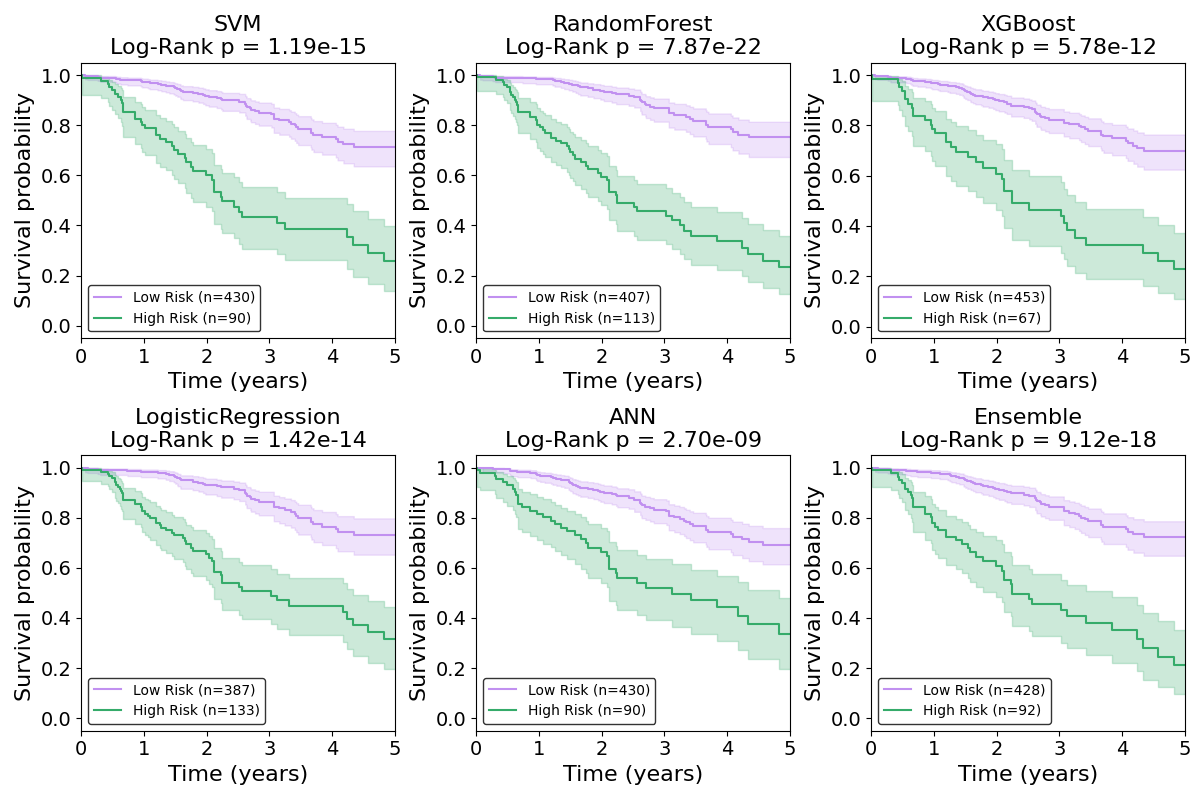 SVM
Log-Rank p = 1.19e-15
Survival probability
1.0
0.8
0.6
0.4
0.2
0.0
Low Risk (n=430)
High Risk (n=90)
0 1 2 3 4 5
Time (years)
RandomForest
Log-Rank p = 7.87e-22
Survival probability
1.0
0.8
0.6
0.4
0.2
0.0
Low Risk (n=407)
High Risk (n=113)
0 1 2 3 4 5
Time (years)
XGBoost
Log-Rank p = 5.78e-12
Survival probability
1.0
0.8
0.6
0.4
0.2
0.0
Low Risk (n=453)
High Risk (n=67)
0 1 2 3 4 5
Time (years)
LogisticRegression
Log-Rank p = 1.42e-14
Survival probability
1.0
0.8
0.6
0.4
0.2
0.0
Low Risk (n=387)
High Risk (n=133)
0 1 2 3 4 5
Time (years)
ANN
Log-Rank p = 2.70e-09
Survival probability
1.0
0.8
0.6
0.4
0.2
0.0
Low Risk (n=430)
High Risk (n=90)
0 1 2 3 4 5
Time (years)
Ensemble
Log-Rank p = 9.12e-18
Survival probability
1.0
0.8
0.6
0.4
0.2
0.0
Low Risk (n=428)
High Risk (n=92)
0 1 2 3 4 5
Time (years)